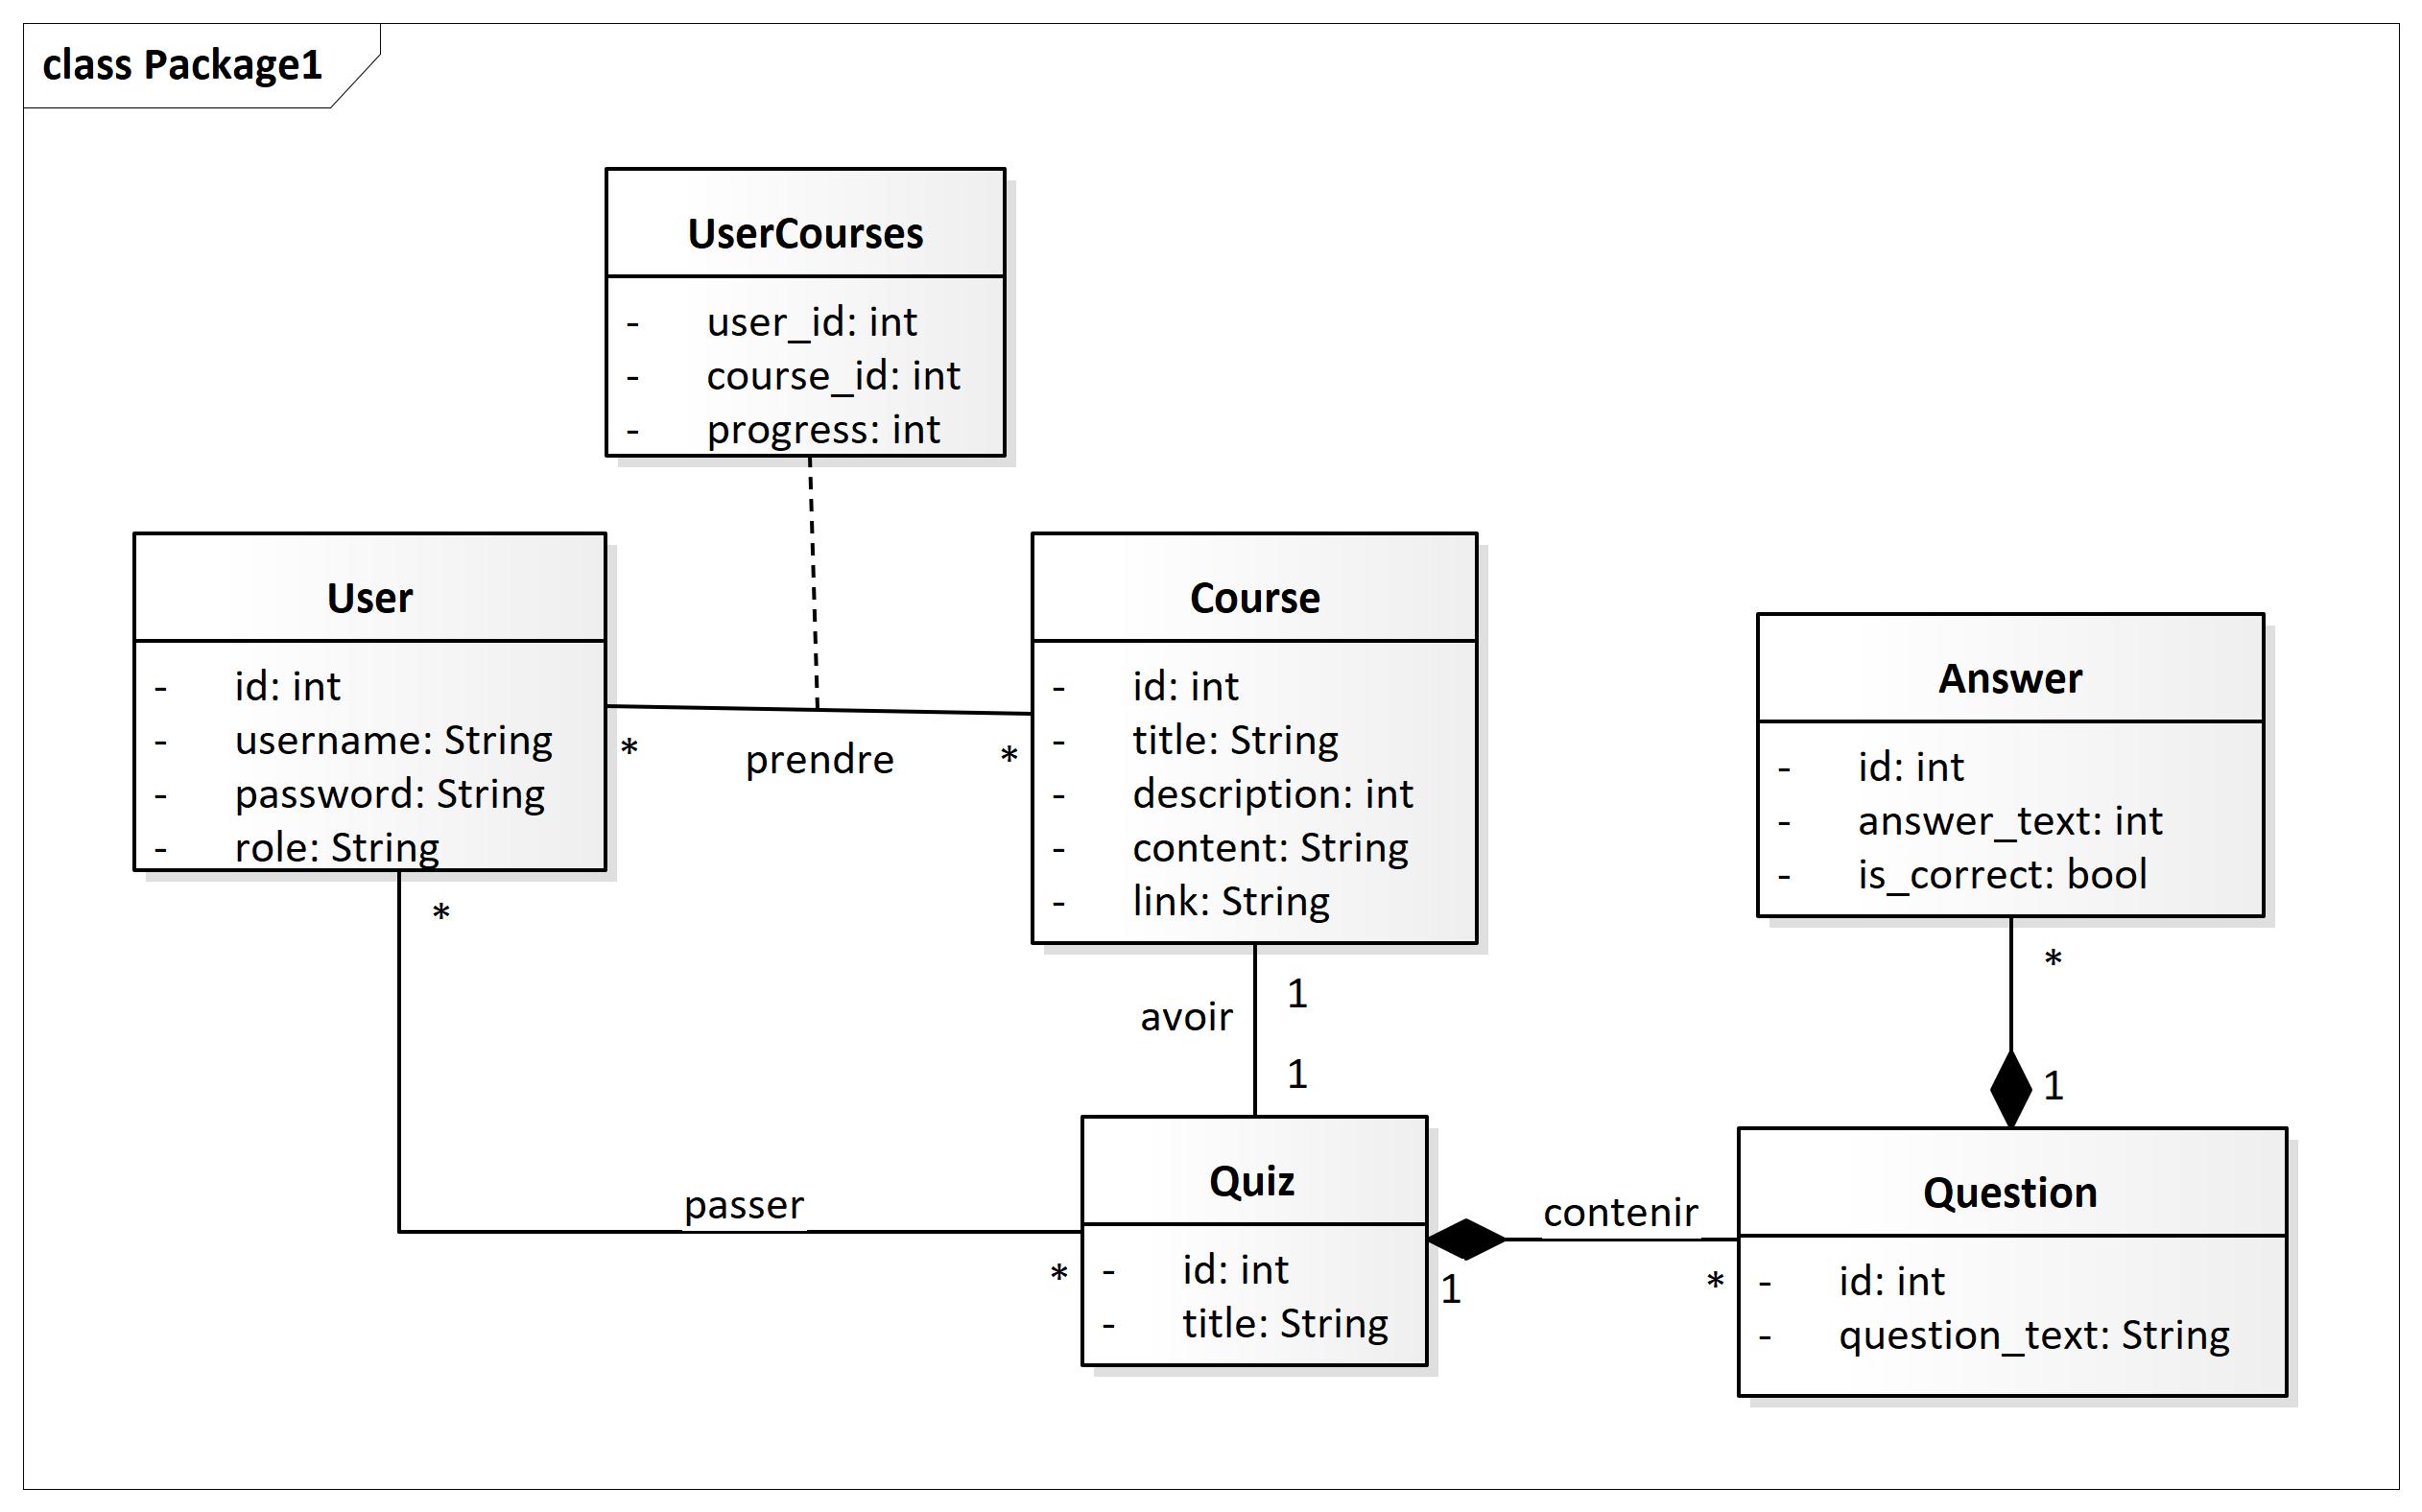 class Package1
UserCourses
- user_id: int
- course_id: int
- progress: int
User
- id: int
- username: String
- password: String
- role: String
Course
- id: int
- title: String
- description: int
- content: String
- link: String
Answer
- id: int
- answer_text: int
- is_correct: bool
* prendre *
*
1
avoir
1
*
1
passer
*
Quiz
- id: int
- title: String
contenir
1 *
Question
- id: int
- question_text: String